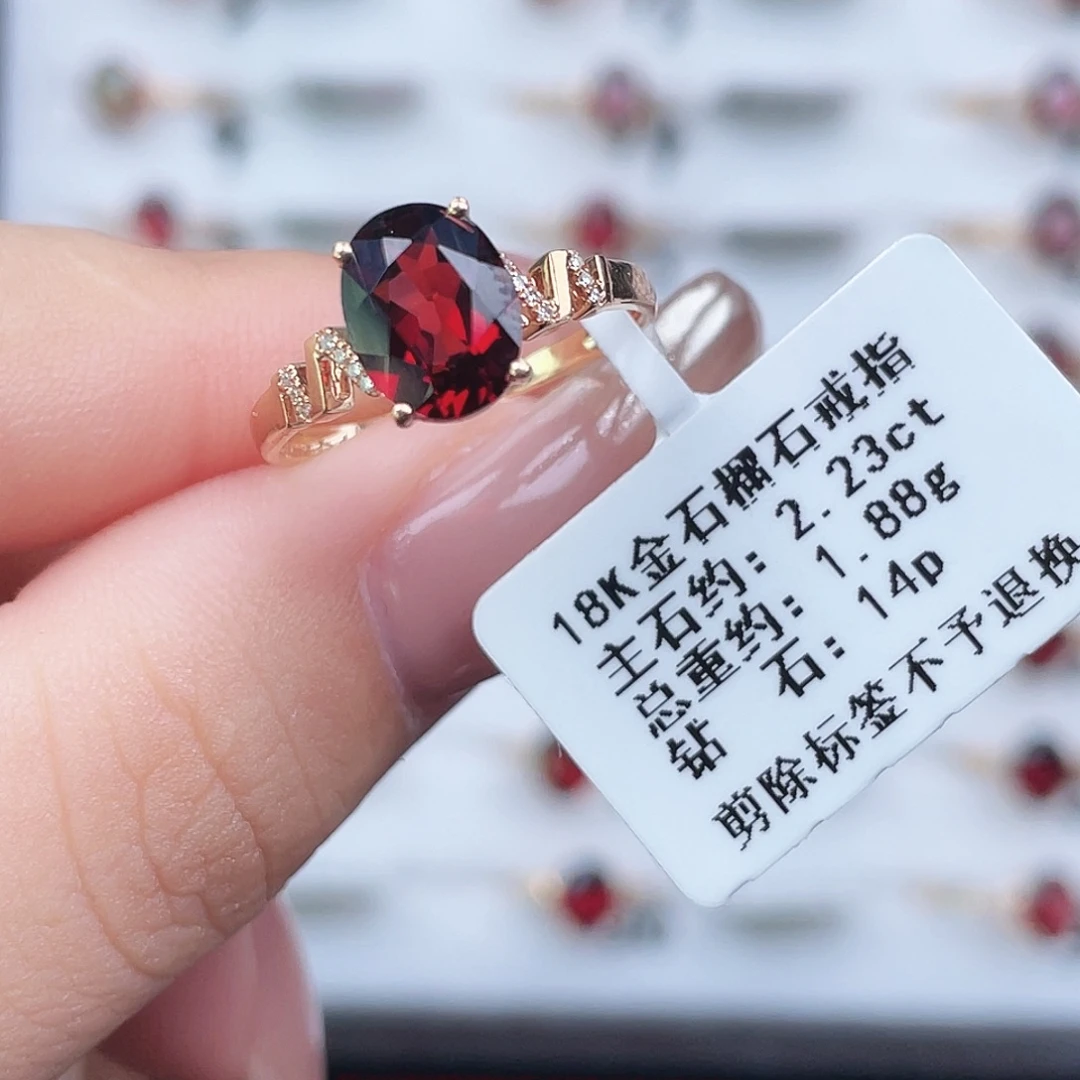 18K金石榴石戒指
主石约: 2.23ct
总重约: 1.88g
钻 石: 14p
剪除标签不予退换